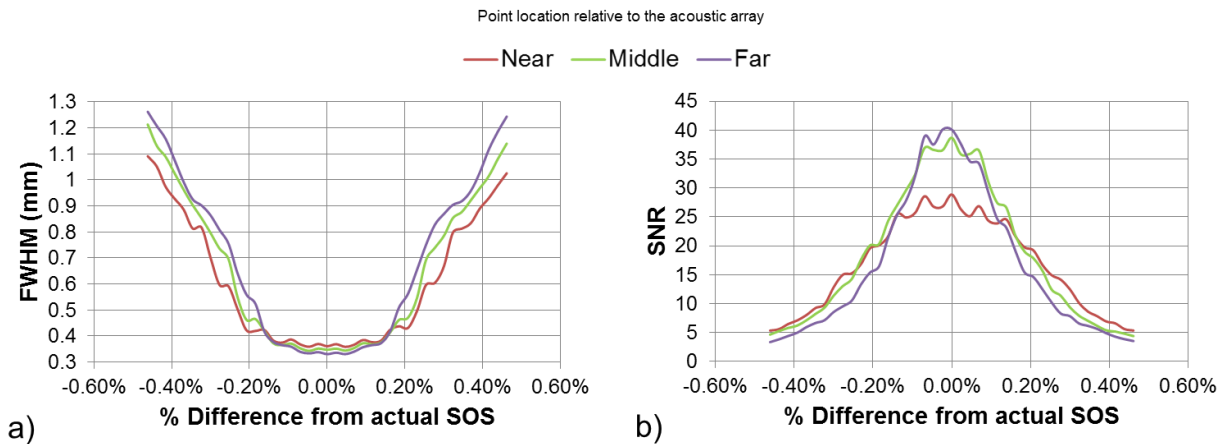 Point location relative to the acoustic array
Near Middle Far
FWHM (mm)
1.3
1.2
1.1
1
0.9
0.8
0.7
0.6
0.5
0.4
0.3
-0.60% -0.40% -0.20% 0.00% 0.20% 0.40% 0.60%
% Difference from actual SOS
a)
SNR
45
40
35
30
25
20
15
10
5
0
-0.60% -0.40% -0.20% 0.00% 0.20% 0.40% 0.60%
% Difference from actual SOS
b)